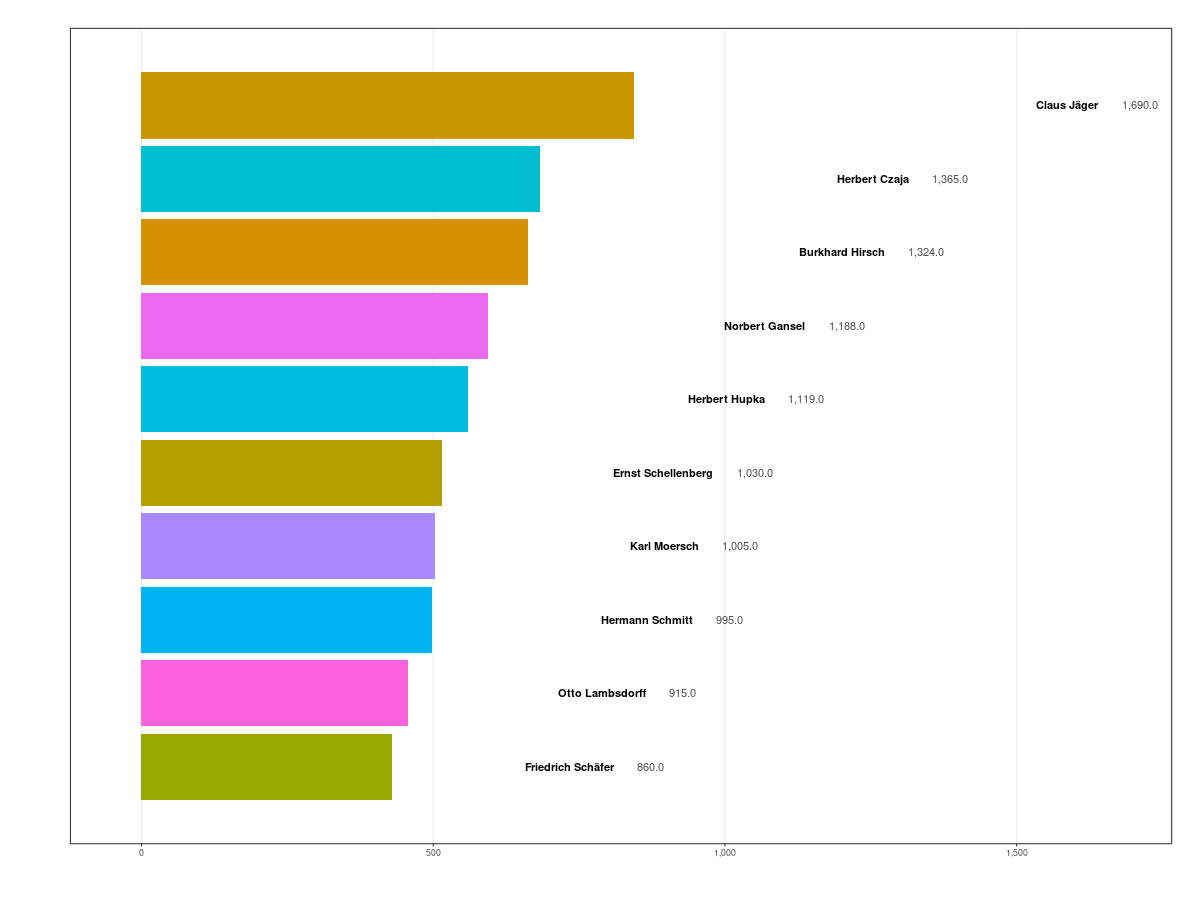 Claus Jäger 1,690.0
Herbert Czaja 1,365.0
Burkhard Hirsch 1,324.0
Norbert Gansel 1,188.0
Herbert Hupka 1,119.0
Ernst Schellenberg 1,030.0
Karl Moersch 1,005.0
Hermann Schmitt 995.0
Otto Lambsdorff 915.0
Friedrich Schäfer 860.0
0 500 1,000 1,500